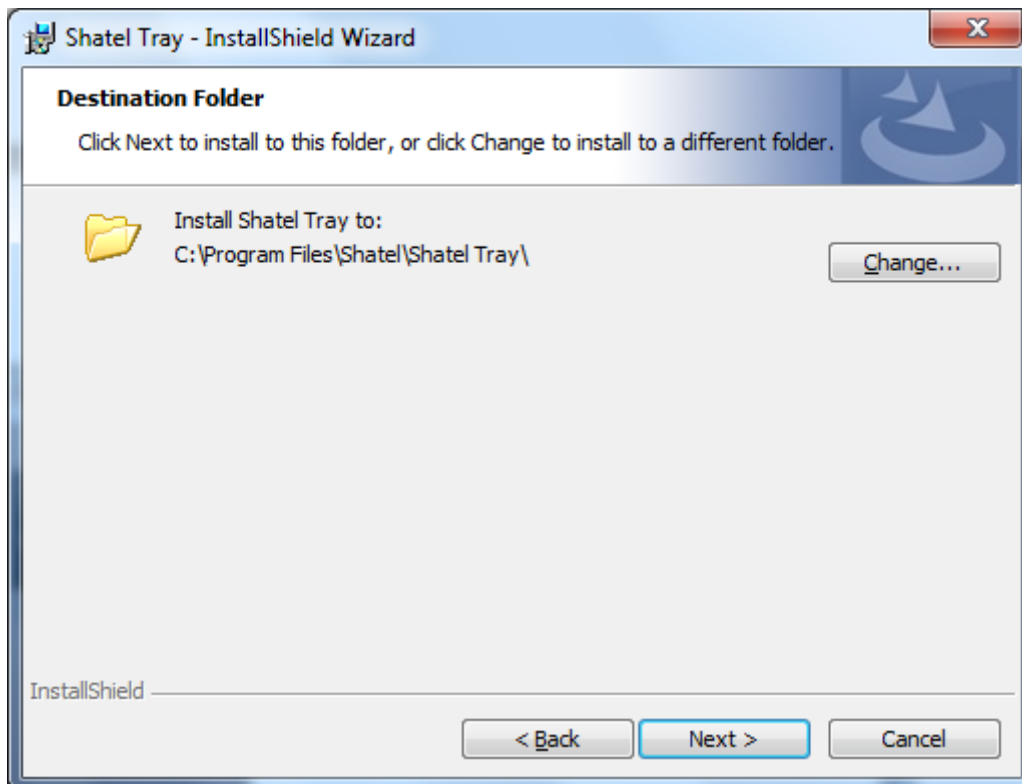 Shatel Tray - InstallShield Wizard
Destination Folder
Click Next to install to this folder, or click Change to install to a different folder.
Install Shatel Tray to:
C:\Program Files\Shatel\Shatel Tray\
Change...
InstallShield
< Back
Next >
Cancel